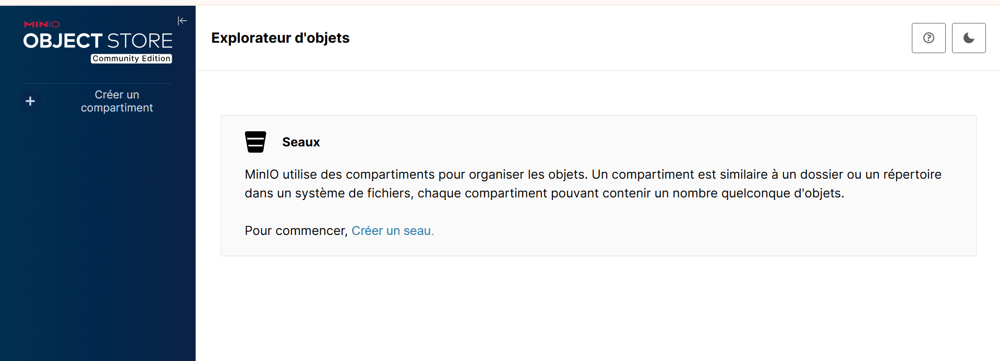 MINIO
OBJECT STORE
Community Edition
Créer un
compartiment
Explorateur d'objets
Seaux
MinIO utilise des compartiments pour organiser les objets. Un compartiment est similaire à un dossier ou un répertoire
dans un système de fichiers, chaque compartiment pouvant contenir un nombre quelconque d'objets.
Pour commencer, Créer un seau.